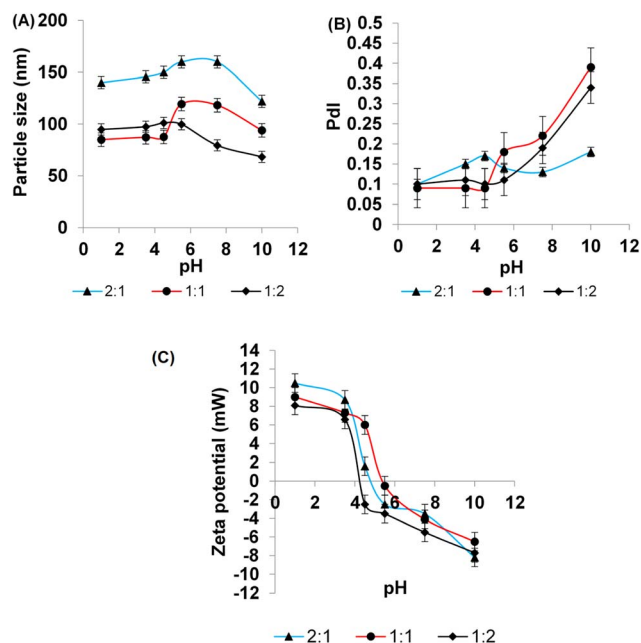 (A)
200
150
100
50
0
Particle size (nm)
0 2 4 6 8 10 12
pH
2:1 1:1 1:2
(B)
0.5
0.45
0.4
0.35
0.3
0.25
0.2
0.15
0.1
0.05
0
PdI
0 2 4 6 8 10 12
pH
2:1 1:1 1:2
(C)
14
12
10
8
6
4
2
0
-2
-4
-6
-8
-10
-12
Zeta potential (mW)
0 2 4 6 8 10 12
pH
2:1 1:1 1:2